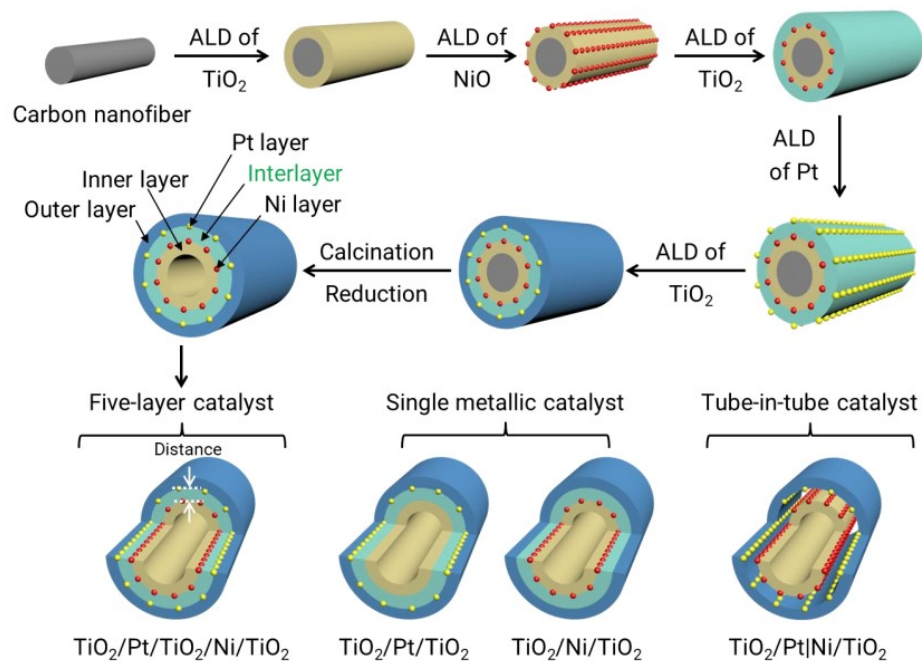 ALD of
TiO₂
ALD of
NiO
ALD of
TiO₂
Carbon nanofiber
ALD
of Pt
Pt layer
Interlayer
Inner layer
Ni layer
Outer layer
Calcination
Reduction
ALD of
TiO₂
Five-layer catalyst
Single metallic catalyst
Tube-in-tube catalyst
Distance
TiO₂/Pt/TiO₂/Ni/TiO₂
TiO₂/Pt/TiO₂
TiO₂/Ni/TiO₂
TiO₂/Pt|Ni/TiO₂